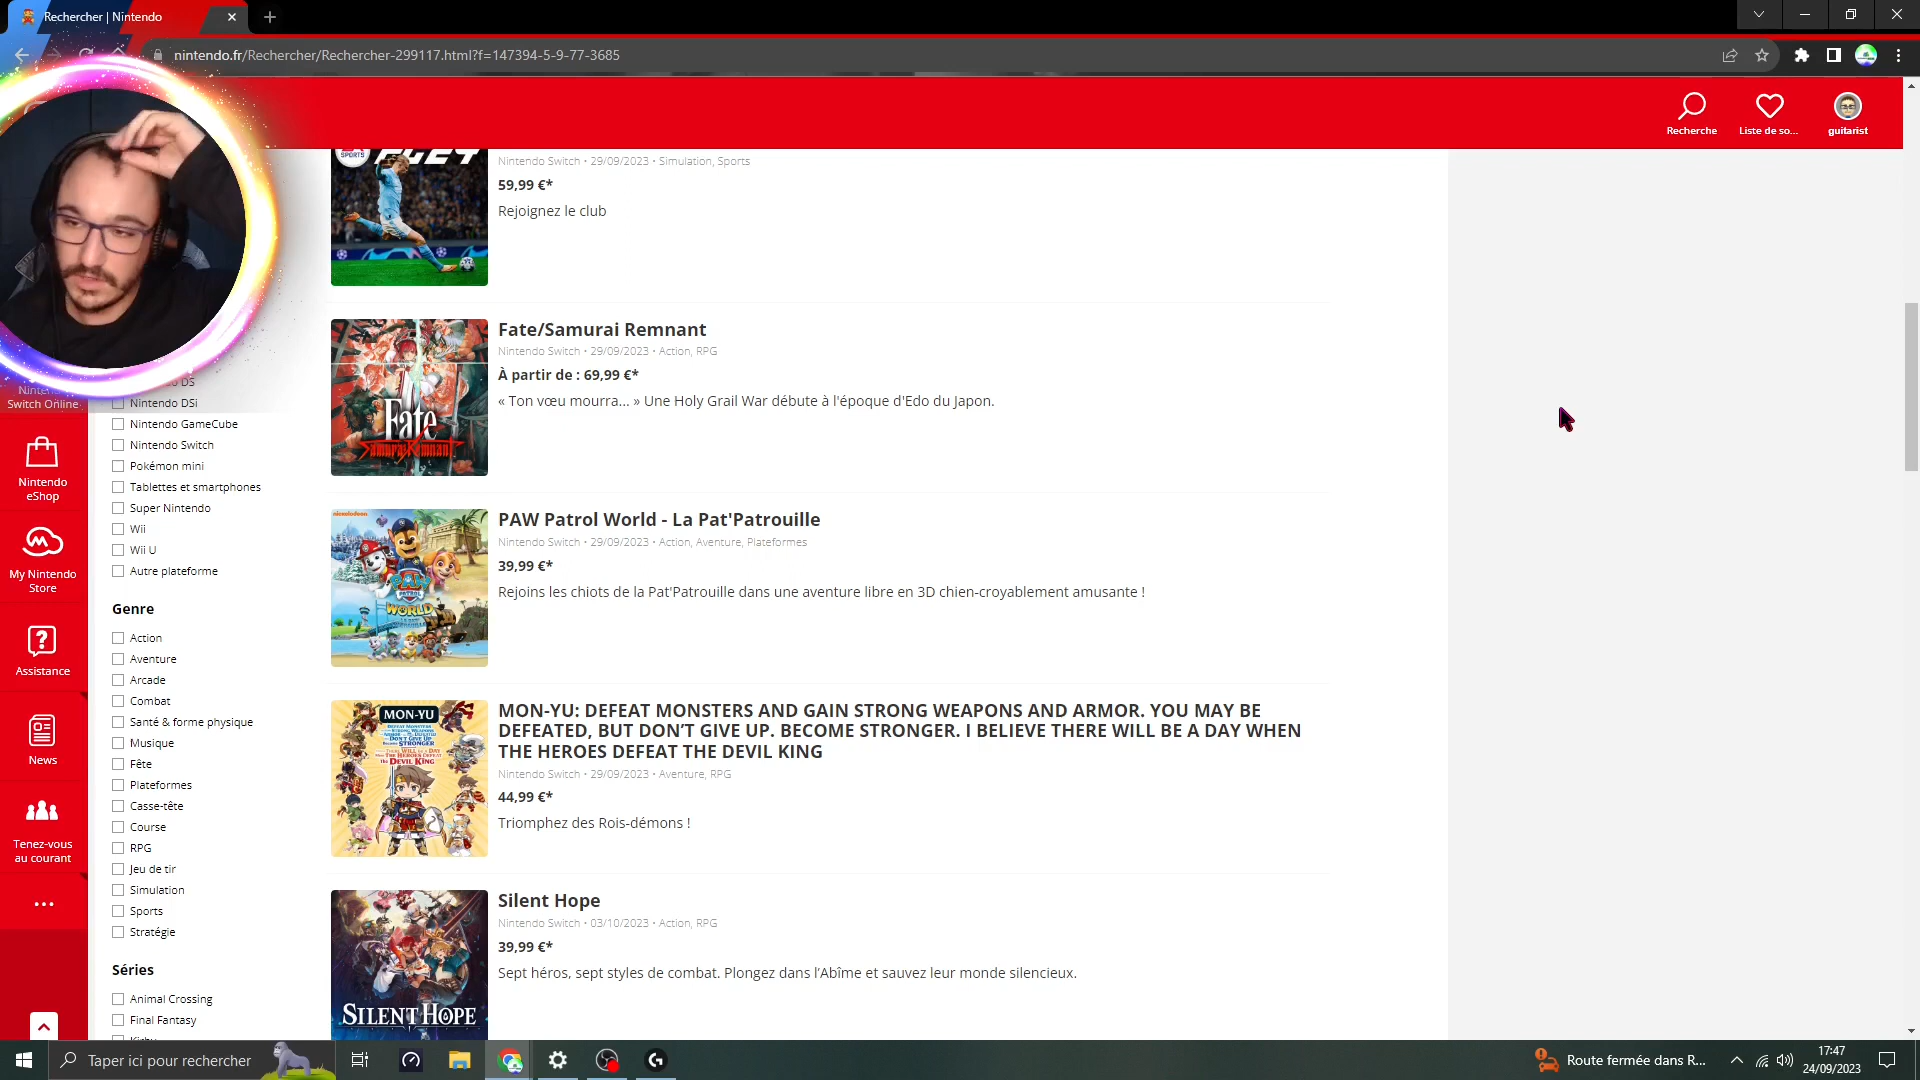 Rechercher | Nintendo
nintendo.fr/Rechercher/Rechercher-299117.html?f=147394-5-9-77-3685
Recherche
Liste de so...
guitarist
SPORTS
Nintendo Switch • 29/09/2023 • Simulation, Sports
59,99 €*
Rejoignez le club
Fate/Samurai Remnant
Nintendo Switch • 29/09/2023 • Action, RPG
À partir de : 69,99 €*
« Ton vœu mourra... » Une Holy Grail War débute à l'époque d'Edo du Japon.
Fate
Samurai Remnant
PAW Patrol World - La Pat'Patrouille
Nintendo Switch • 29/09/2023 • Action, Aventure, Plateformes
39,99 €*
Rejoins les chiots de la Pat'Patrouille dans une aventure libre en 3D chien-croyablement amusante !
nickelodeon
PAW
PATROL
WORLD
MON-YU: DEFEAT MONSTERS AND GAIN STRONG WEAPONS AND ARMOR. YOU MAY BE
DEFEATED, BUT DON’T GIVE UP. BECOME STRONGER. I BELIEVE THERE WILL BE A DAY WHEN
THE HEROES DEFEAT THE DEVIL KING
Nintendo Switch • 29/09/2023 • Aventure, RPG
44,99 €*
Triomphez des Rois-démons !
MON-YU
Silent Hope
Nintendo Switch • 03/10/2023 • Action, RPG
39,99 €*
Sept héros, sept styles de combat. Plongez dans l’Abîme et sauvez leur monde silencieux.
SILENT HOPE
Switch Online
Nintendo
eShop
My Nintendo
Store
Assistance
News
Tenez-vous
au courant
...
DS
Nintendo DSi
Nintendo GameCube
Nintendo Switch
Pokémon mini
Tablettes et smartphones
Super Nintendo
Wii
Wii U
Autre plateforme
Genre
Action
Aventure
Arcade
Combat
Santé & forme physique
Musique
Fête
Plateformes
Casse-tête
Course
RPG
Jeu de tir
Simulation
Sports
Stratégie
Séries
Animal Crossing
Final Fantasy
Kirby
Taper ici pour rechercher
Route fermée dans R...
17:47
24/09/2023